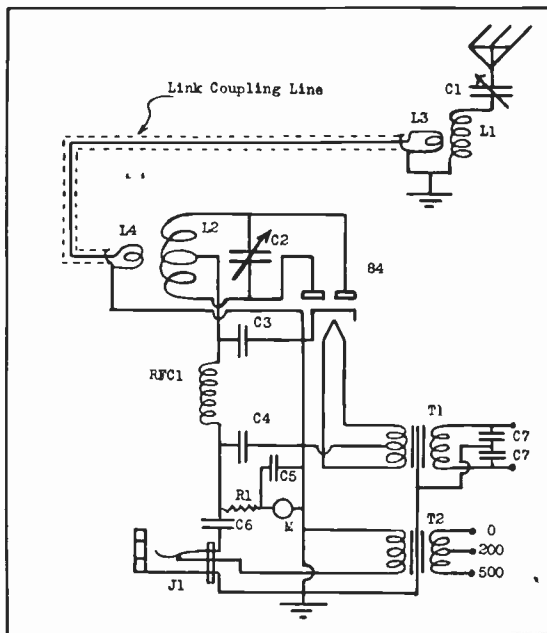 C1
Link Coupling Line
L3
L1
L4
L2
C2
84
C3
RFC1
C4
T1
C7
C7
C5
R1
M
C6
T2
0
200
500
J1